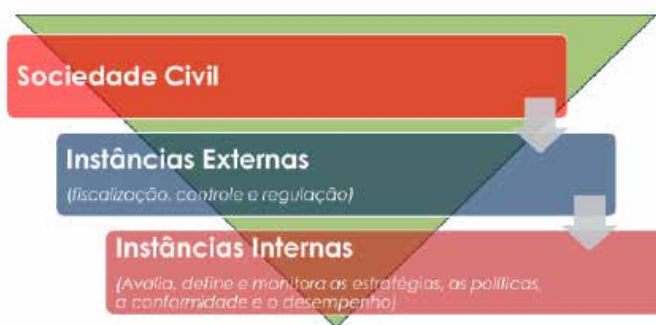 Sociedade Civil
Instâncias Externas
(fiscalização, controle e regulação)
Instâncias Internas
(Avalia, define e monitora as estratégias, as políticas,
a conformidade e o desempenho)